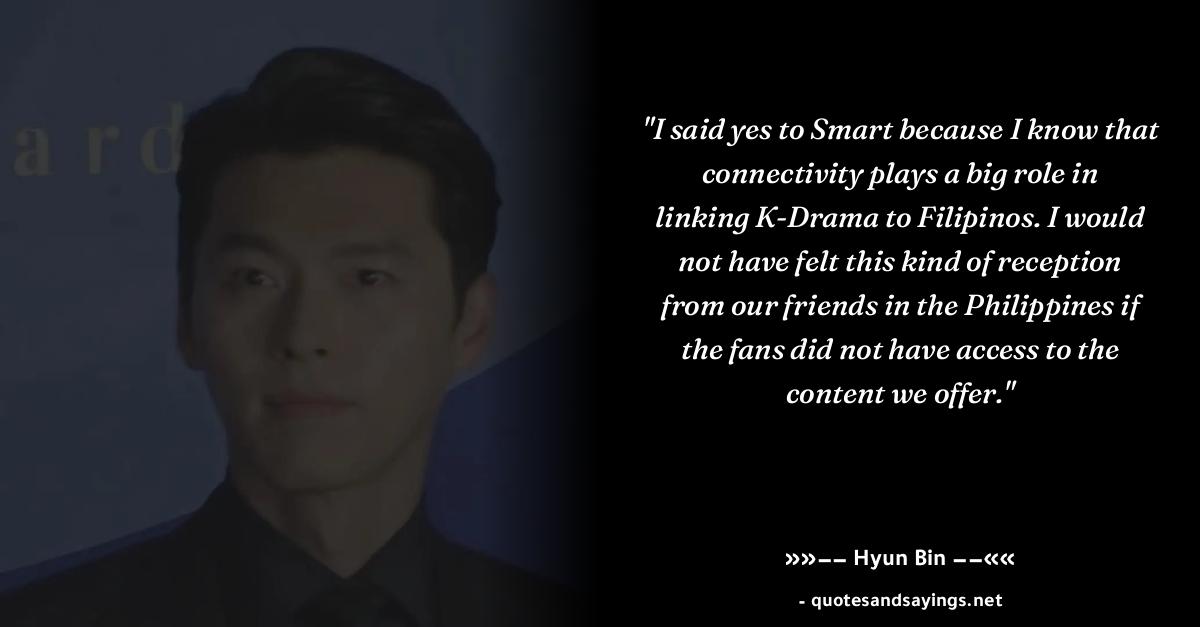 ard
"I said yes to Smart because I know that
connectivity plays a big role in
linking K-Drama to Filipinos. I would
not have felt this kind of reception
from our friends in the Philippines if
the fans did not have access to the
content we offer."
»»−− Hyun Bin −−««
- quotesandsayings.net